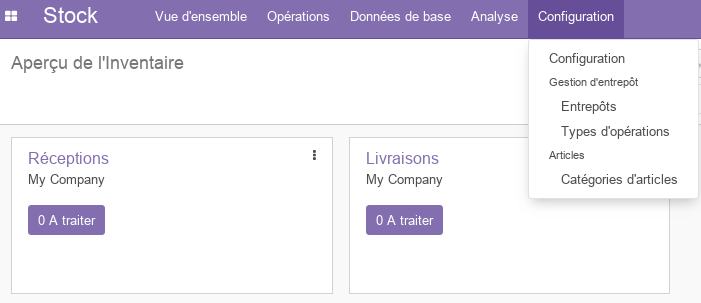 Stock
Vue d'ensemble
Opérations
Données de base
Analyse
Configuration
Aperçu de l'Inventaire
Configuration
Gestion d'entrepôt
Entrepôts
Types d'opérations
Articles
Catégories d'articles
Réceptions
My Company
0 A traiter
Livraisons
My Company
0 A traiter